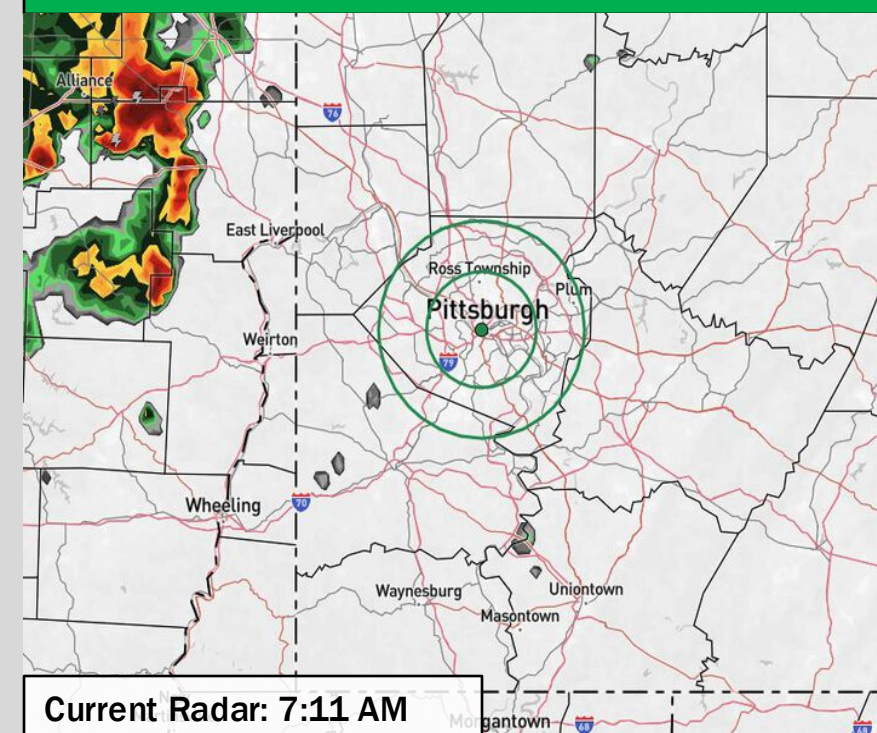 Alliance
76
East Liverpool
Ross Township
Plum
Pittsburgh
Weirton
79
Wheeling
70
Waynesburg
Uniontown
Masontown
Current Radar: 7:11 AM
Morgantown
68
68